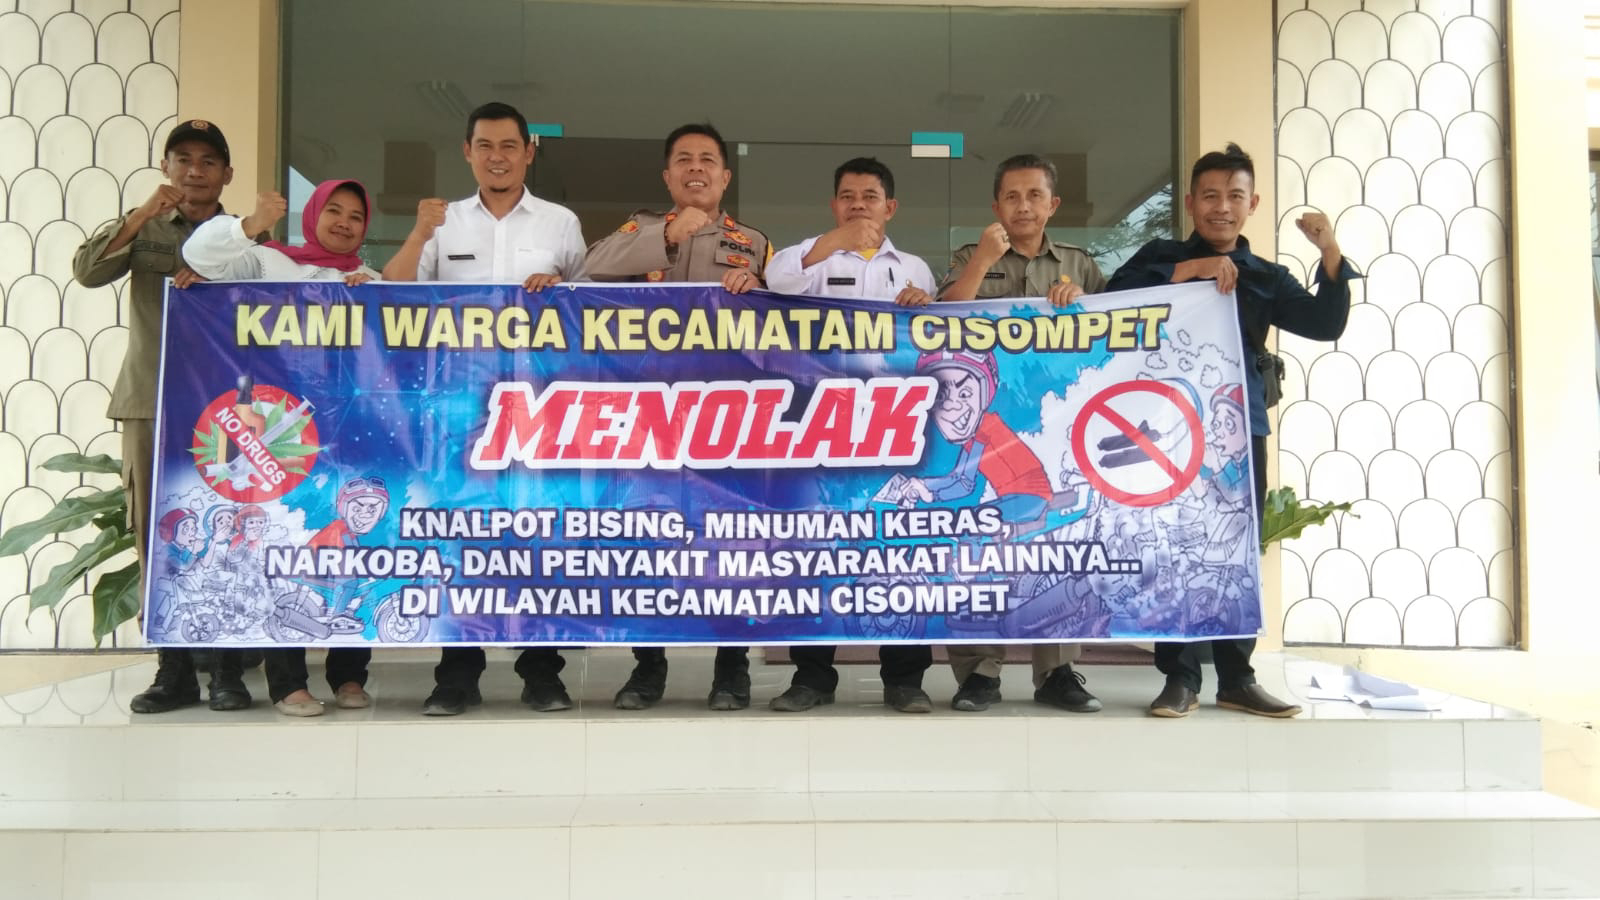 POLRI
KAMI WARGA KECAMATAM CISOMPET
MENOLAK
NO DRUGS
KNALPOT BISING, MINUMAN KERAS,
NARKOBA, DAN PENYAKIT MASYARAKAT LAINNYA...
DI WILAYAH KECAMATAN CISOMPET